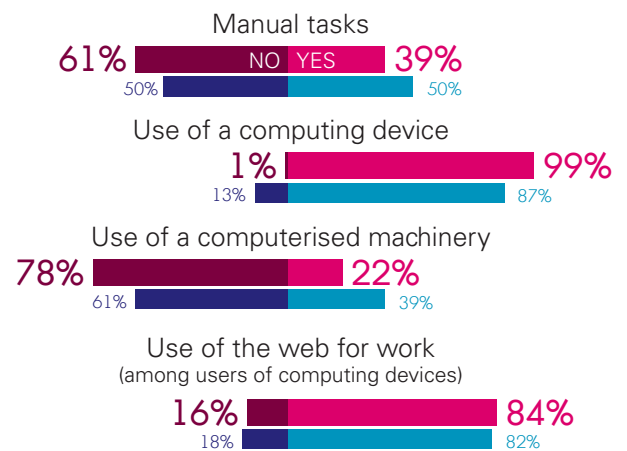 Manual tasks
61% NO YES 39%
50% 50%
Use of a computing device
1% 99%
13% 87%
Use of a computerised machinery
78% 22%
61% 39%
Use of the web for work
(among users of computing devices)
16% 84%
18% 82%